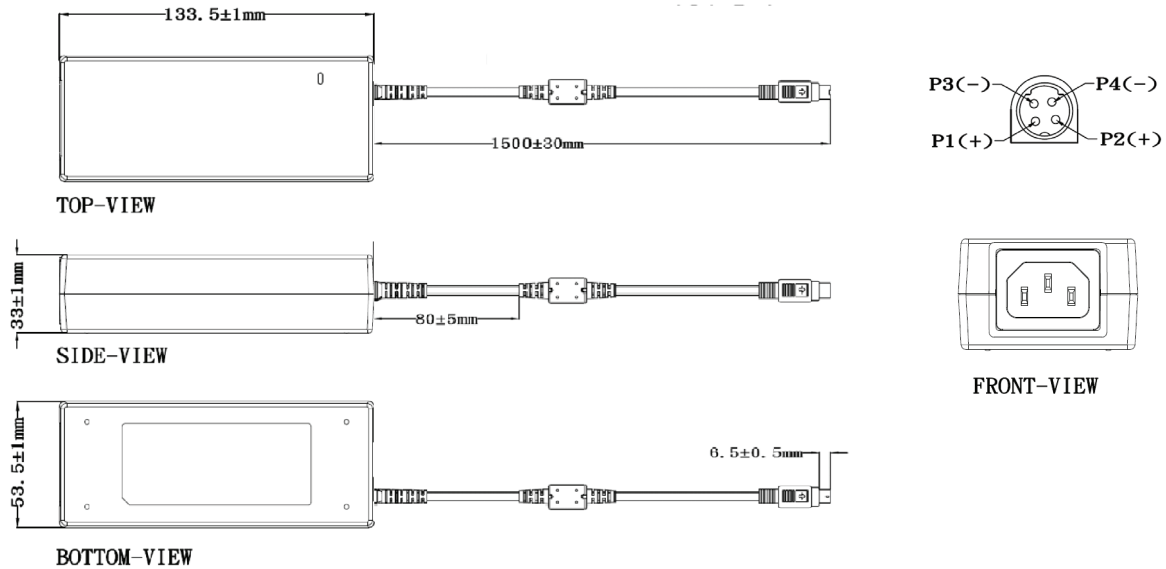 133.5±1mm
P3(-)
P4(-)
P1(+)
P2(+)
1500±30mm
TOP-VIEW
33±1mm
80±5mm
SIDE-VIEW
FRONT-VIEW
53.5±1mm
6.5±0.5mm
BOTTOM-VIEW